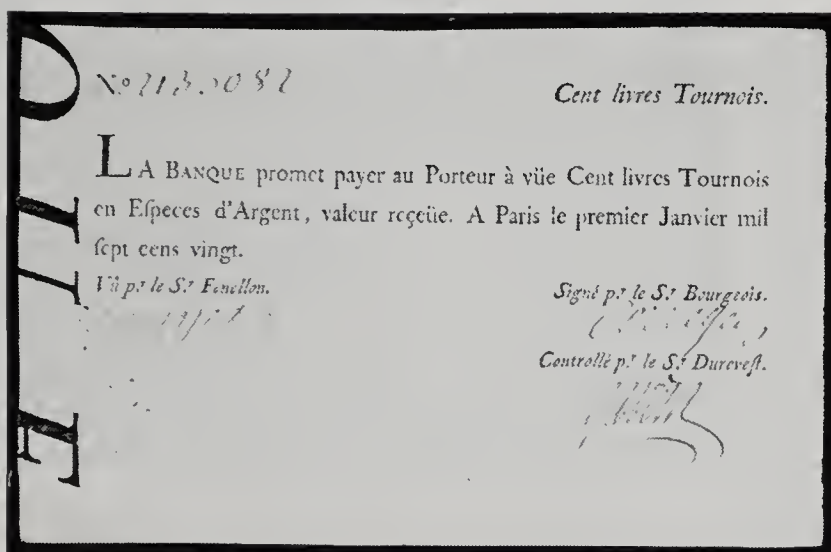 Cent livres Tournois.
LA BANQUE promet payer au Porteur à vüe Cent livres Tournois
en Eſpeces d'Argent, valeur reçeüe. A Paris le premier Janvier mil
ſept cens vingt.
Vû p.r le S.r Fenellon.
Signé p.r le S.r Bourgeois.
Controllé p.r le S.r Dureveſt.